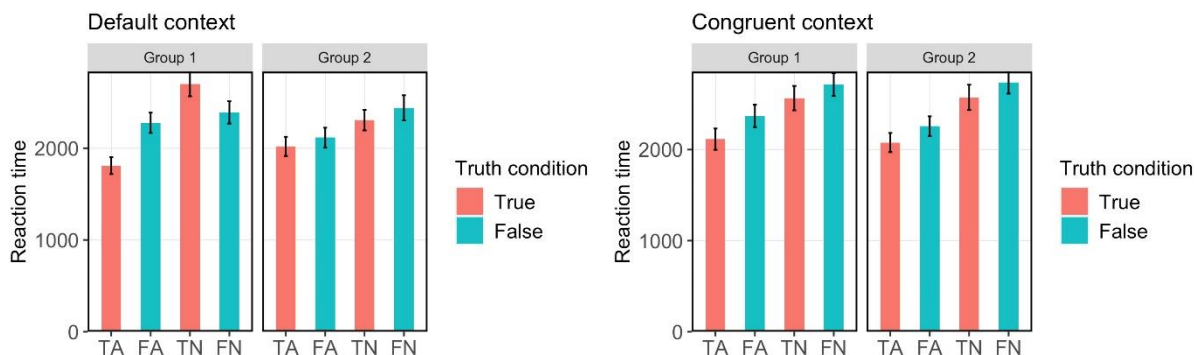 Default context
Group 1
Group 2
Reaction time
2000
1000
0
TA FA TN FN
TA FA TN FN
Truth condition
True
False
Congruent context
Group 1
Group 2
Reaction time
2000
1000
0
TA FA TN FN
TA FA TN FN
Truth condition
True
False